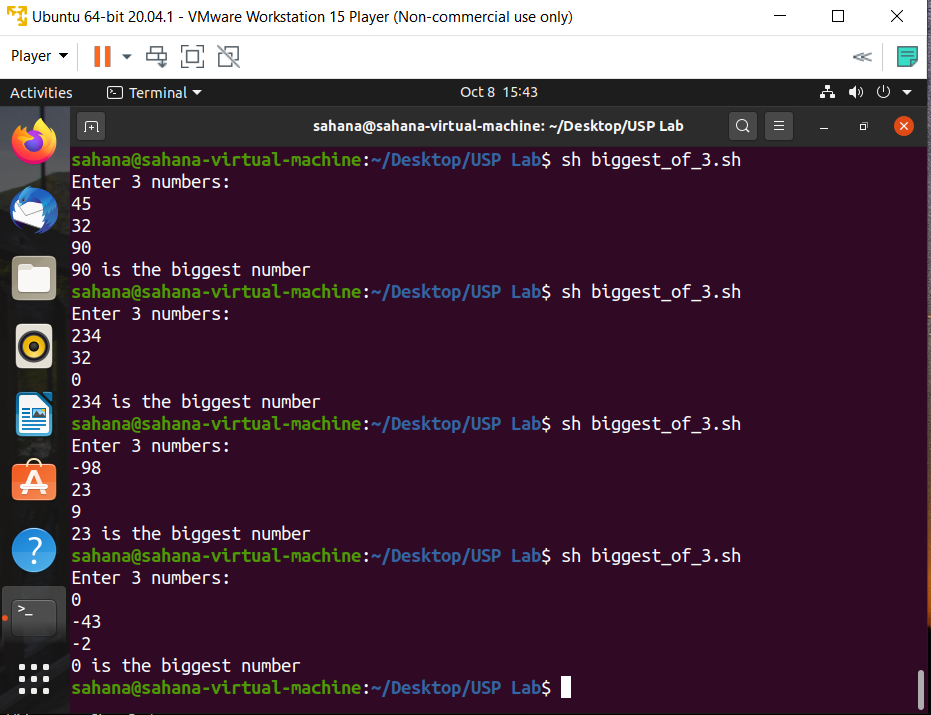 Ubuntu 64-bit 20.04.1 - VMware Workstation 15 Player (Non-commercial use only)
Player
Activities Terminal Oct 8 15:43
sahana@sahana-virtual-machine: ~/Desktop/USP Lab
sahana@sahana-virtual-machine:~/Desktop/USP Lab$ sh biggest_of_3.sh
Enter 3 numbers:
45
32
90
90 is the biggest number
sahana@sahana-virtual-machine:~/Desktop/USP Lab$ sh biggest_of_3.sh
Enter 3 numbers:
234
32
0
234 is the biggest number
sahana@sahana-virtual-machine:~/Desktop/USP Lab$ sh biggest_of_3.sh
Enter 3 numbers:
-98
23
9
23 is the biggest number
sahana@sahana-virtual-machine:~/Desktop/USP Lab$ sh biggest_of_3.sh
Enter 3 numbers:
0
-43
-2
0 is the biggest number
sahana@sahana-virtual-machine:~/Desktop/USP Lab$